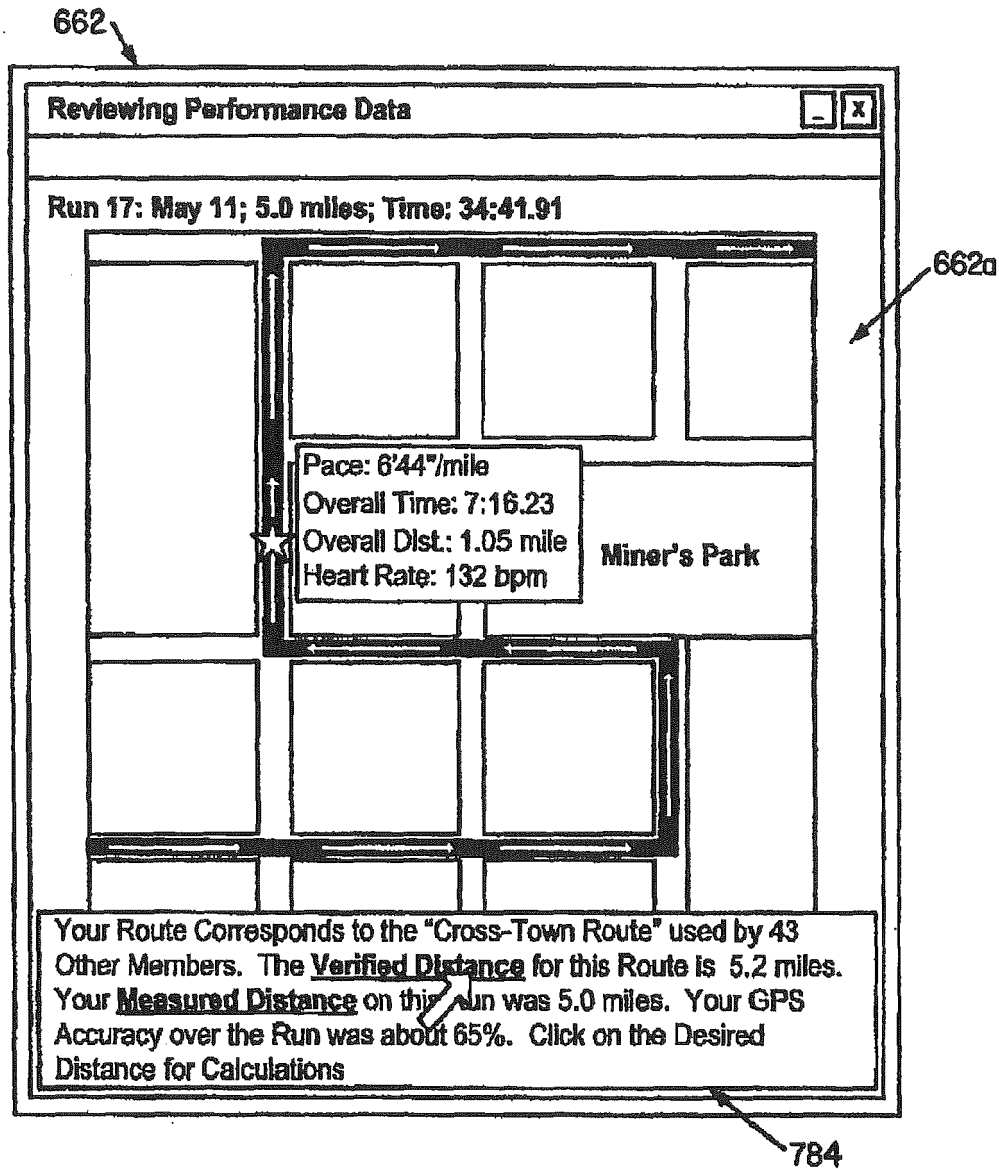 662
Reviewing Performance Data
_ X
Run 17: May 11; 5.0 miles; Time: 34:41.91
662a
Pace: 6'44"/mile
Overall Time: 7:16.23
Overall Dist.: 1.05 mile
Heart Rate: 132 bpm
Miner's Park
Your Route Corresponds to the "Cross-Town Route" used by 43
Other Members. The Verified Distance for this Route is 5.2 miles.
Your Measured Distance on this Run was 5.0 miles. Your GPS
Accuracy over the Run was about 65%. Click on the Desired
Distance for Calculations
784